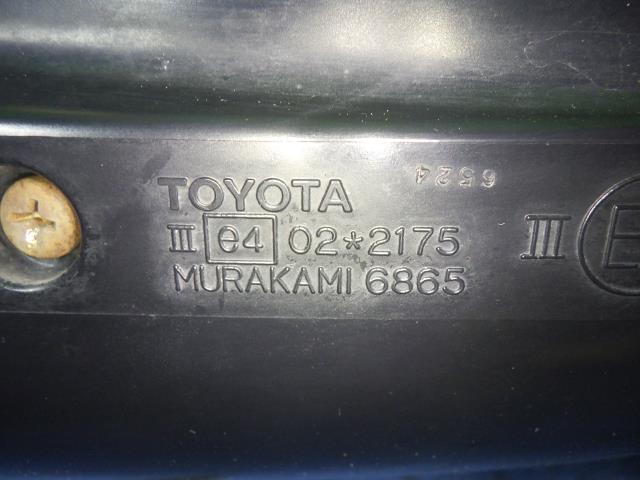 TOYOTA
III e4 02*2175
MURAKAMI 6865
6524
III E